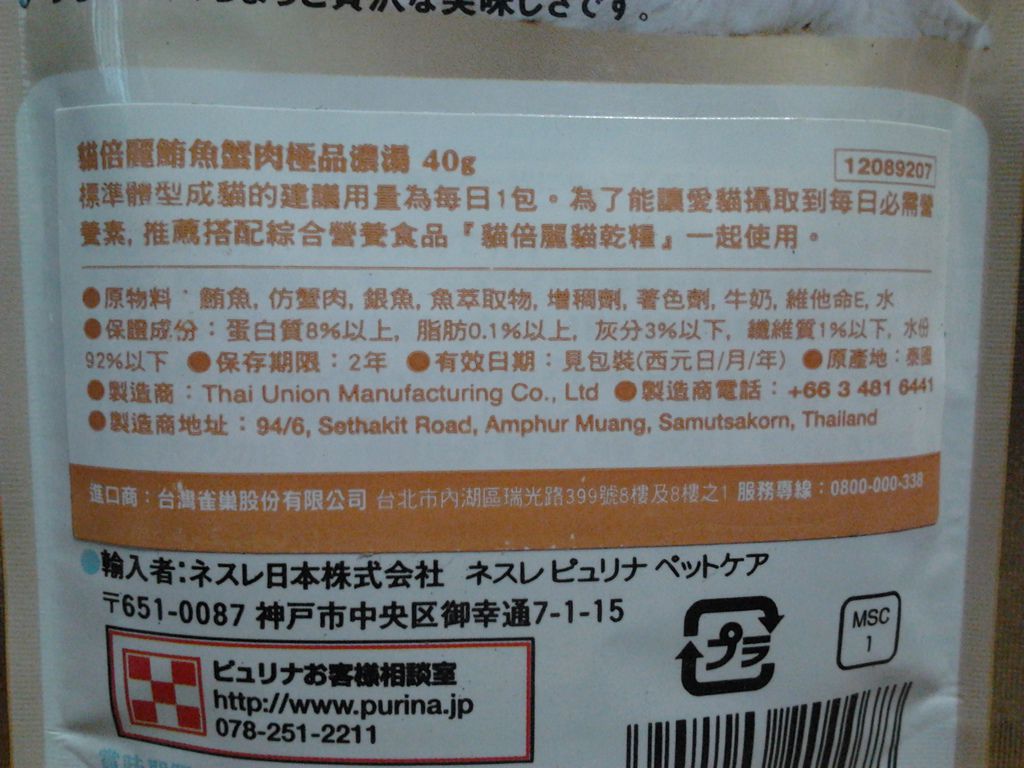 贅沢な美味しさです。
貓倍麗鮪魚蟹肉極品濃湯 40g
12089207
標準體型成貓的建議用量為每日1包。為了能讓愛貓攝取到每日必需營
養素, 推薦搭配綜合營養食品『貓倍麗貓乾糧』一起使用。
●原物料：鮪魚, 仿蟹肉, 銀魚, 魚萃取物, 增稠劑, 著色劑, 牛奶, 維他命E, 水
●保證成份：蛋白質8%以上, 脂肪0.1%以上, 灰分3%以下, 纖維質1%以下, 水份
92%以下 ●保存期限：2年 ●有效日期：見包裝(西元日/月/年) ●原產地：泰國
●製造商：Thai Union Manufacturing Co., Ltd ●製造商電話：+66 3 481 6441
●製造商地址：94/6, Sethakit Road, Amphur Muang, Samutsakorn, Thailand
進口商：台灣雀巢股份有限公司 台北市內湖區瑞光路399號8樓及8樓之1 服務專線：0800-000-338
●輸入者：ネスレ日本株式会社 ネスレ ピュリナ ペットケア
〒651-0087 神戸市中央区御幸通7-1-15
プラ
MSC
1
ピュリナお客様相談室
http://www.purina.jp
078-251-2211